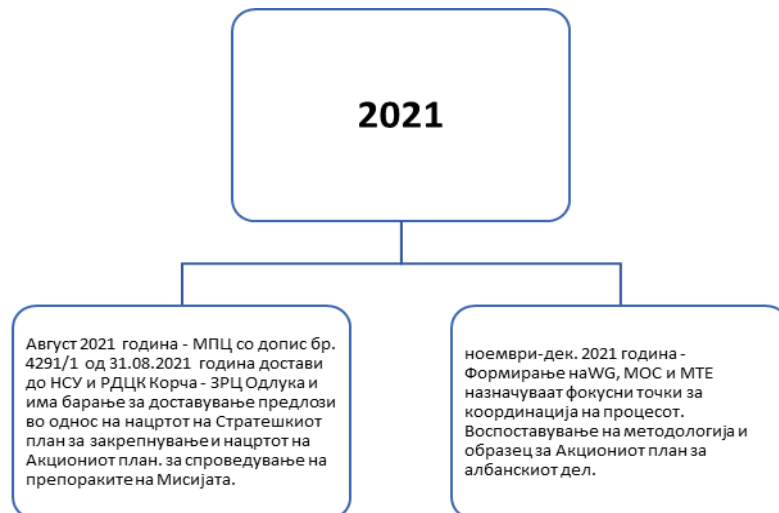 2021
Август 2021 година - МПЦ со допис бр.
4291/1 од 31.08.2021 година достави
до НСУ и РДЦК Корча - ЗРЦ Одлука и
има барање за доставување предлози
во однос на нацртот на Стратешкиот
план за закрепнување и нацртот на
Акциониот план. за спроведување на
препораките на Мисијата.
ноември-дек. 2021 година -
Формирање наWG, МОС и МТЕ
назначуваат фокусни точки за
координација на процесот.
Воспоставување на методологија и
образец за Акциониот план за
албанскиот дел.